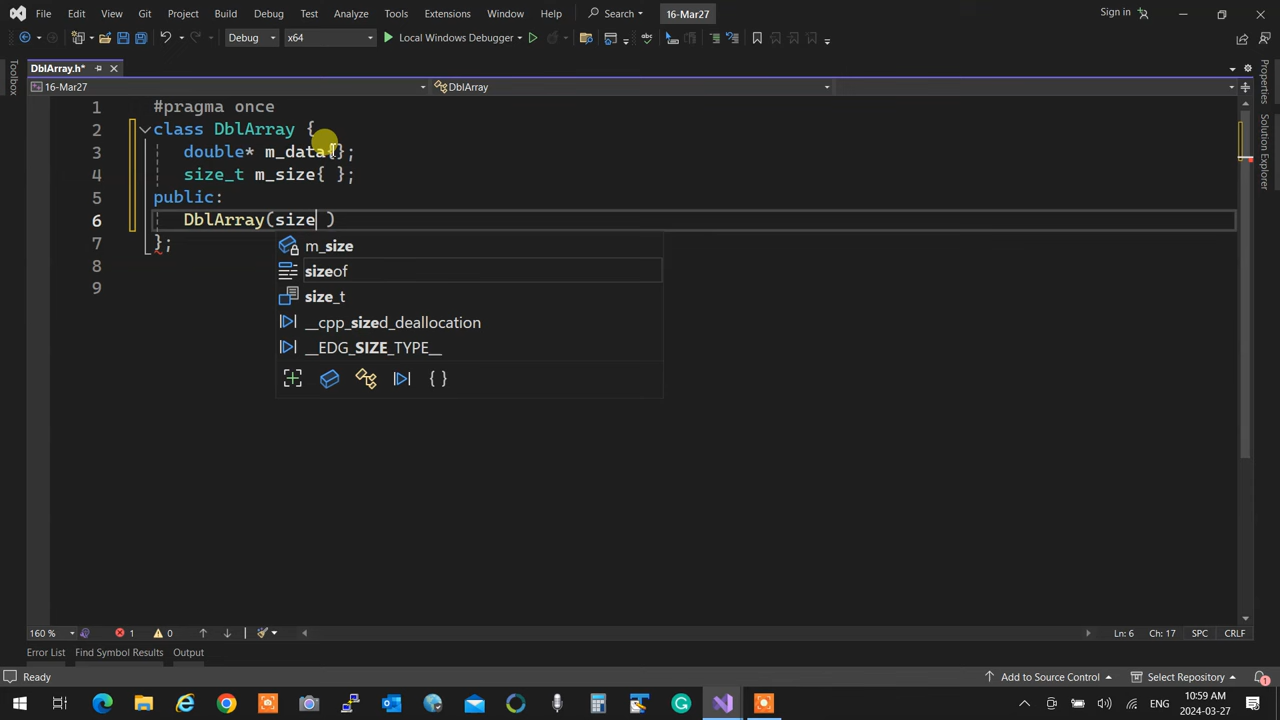 File Edit View Git Project Build Debug Test Analyze Tools Extensions Window Help Search 16-Mar27 Sign in
Debug x64 Local Windows Debugger
DblArray.h*
16-Mar27 DblArray
1 #pragma once
2 class DblArray {
3 double* m_data{};
4 size_t m_size{ };
5 public:
6 DblArray(size )
7 };
8
9
m_size
sizeof
size_t
__cpp_sized_deallocation
__EDG_SIZE_TYPE__
{ }
Toolbox
Properties
Solution Explorer
160 % 1 0 Ln: 6 Ch: 17 SPC CRLF
Error List Find Symbol Results Output
Ready Add to Source Control Select Repository 1
ENG 10:59 AM
2024-03-27